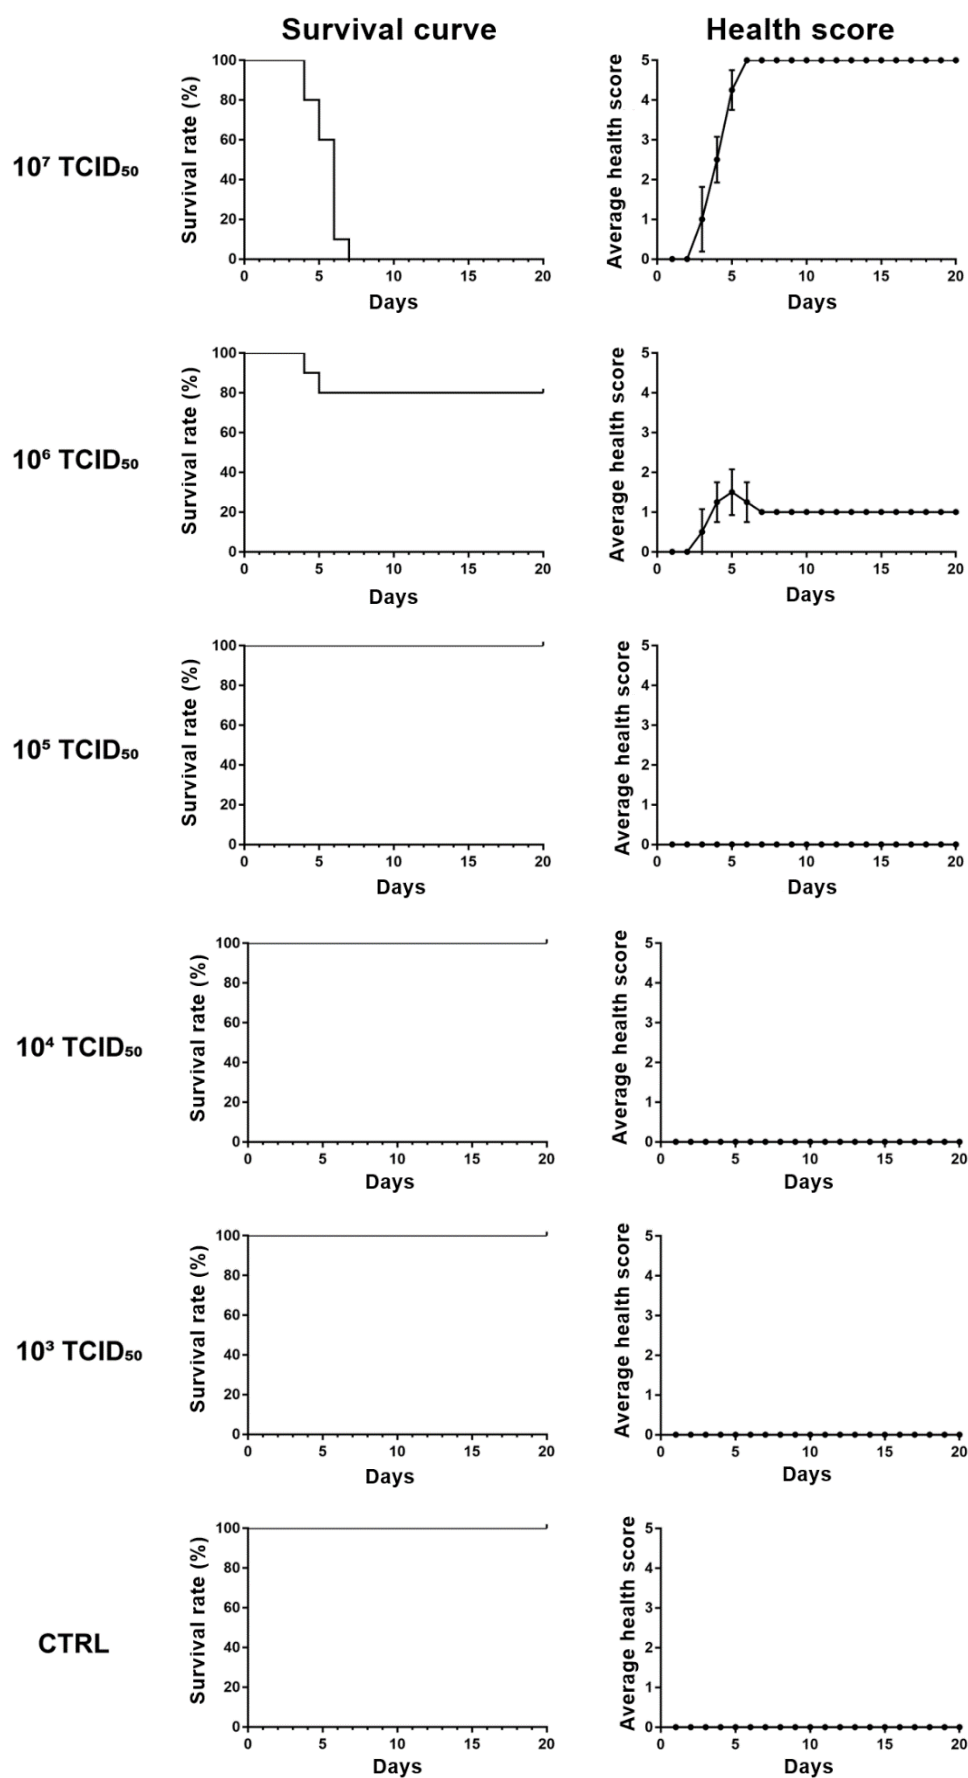 Survival curve
Health score
10⁷ TCID₅₀
Survival rate (%)
100
80
60
40
20
0
0 5 10 15 20
Days
Average health score
5
4
3
2
1
0
0 5 10 15 20
Days
10⁶ TCID₅₀
Survival rate (%)
100
80
60
40
20
0
0 5 10 15 20
Days
Average health score
5
4
3
2
1
0
0 5 10 15 20
Days
10⁵ TCID₅₀
Survival rate (%)
100
80
60
40
20
0
0 5 10 15 20
Days
Average health score
5
4
3
2
1
0
0 5 10 15 20
Days
10⁴ TCID₅₀
Survival rate (%)
100
80
60
40
20
0
0 5 10 15 20
Days
Average health score
5
4
3
2
1
0
0 5 10 15 20
Days
10³ TCID₅₀
Survival rate (%)
100
80
60
40
20
0
0 5 10 15 20
Days
Average health score
5
4
3
2
1
0
0 5 10 15 20
Days
CTRL
Survival rate (%)
100
80
60
40
20
0
0 5 10 15 20
Days
Average health score
5
4
3
2
1
0
0 5 10 15 20
Days